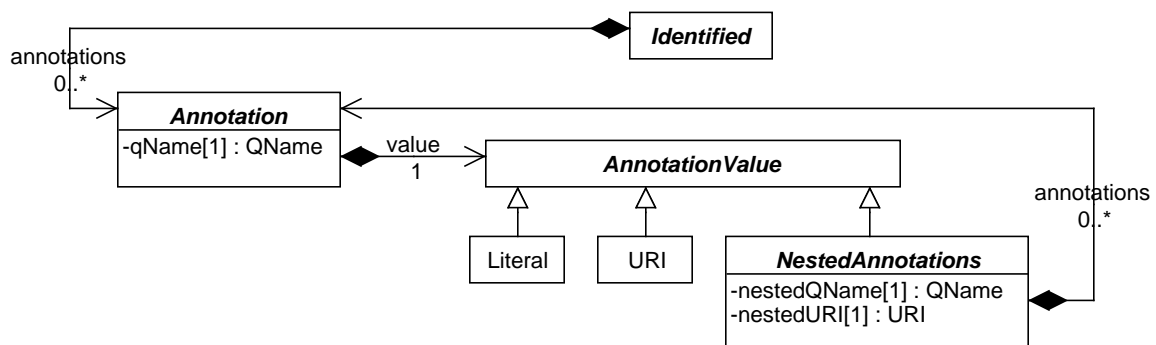 Identified
annotations
0..*
Annotation
-qName[1] : QName
value
1
AnnotationValue
annotations
0..*
Literal
URI
NestedAnnotations
-nestedQName[1] : QName
-nestedURI[1] : URI